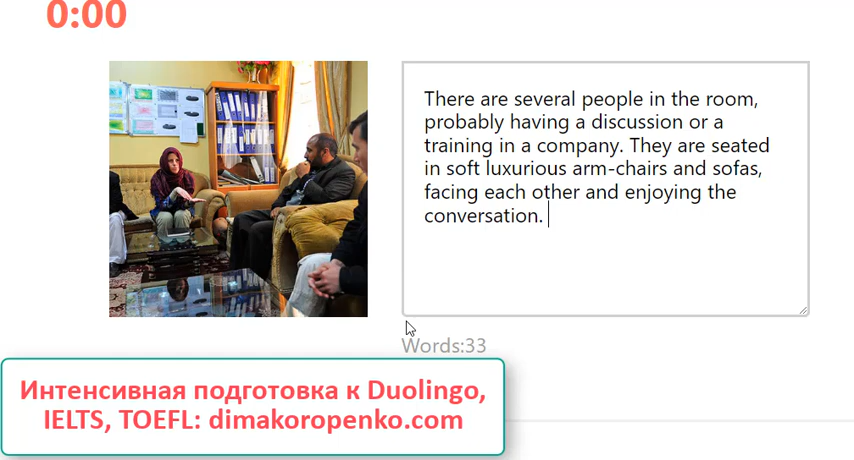 0:00
There are several people in the room,
probably having a discussion or a
training in a company. They are seated
in soft luxurious arm-chairs and sofas,
facing each other and enjoying the
conversation.
Words:33
Интенсивная подготовка к Duolingo,
IELTS, TOEFL: dimakoropenko.com